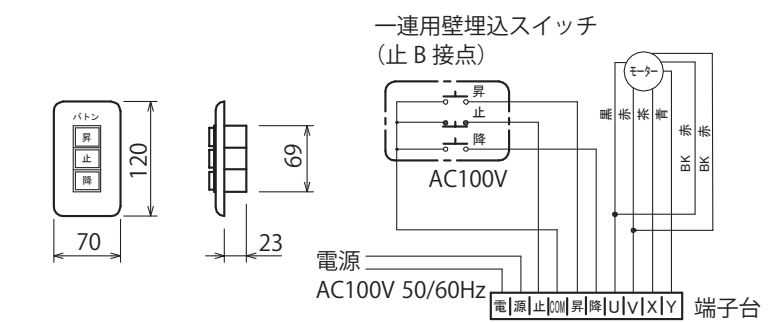 一連用壁埋込スイッチ
(止 B 接点)
バトン
昇
止
降
120
70
69
23
昇
止
降
AC100V
モーター
黒
赤
茶
青
BK 赤
BK 赤
電源
AC100V 50/60Hz
電 源 止 COM 昇 降 U V X Y
端子台